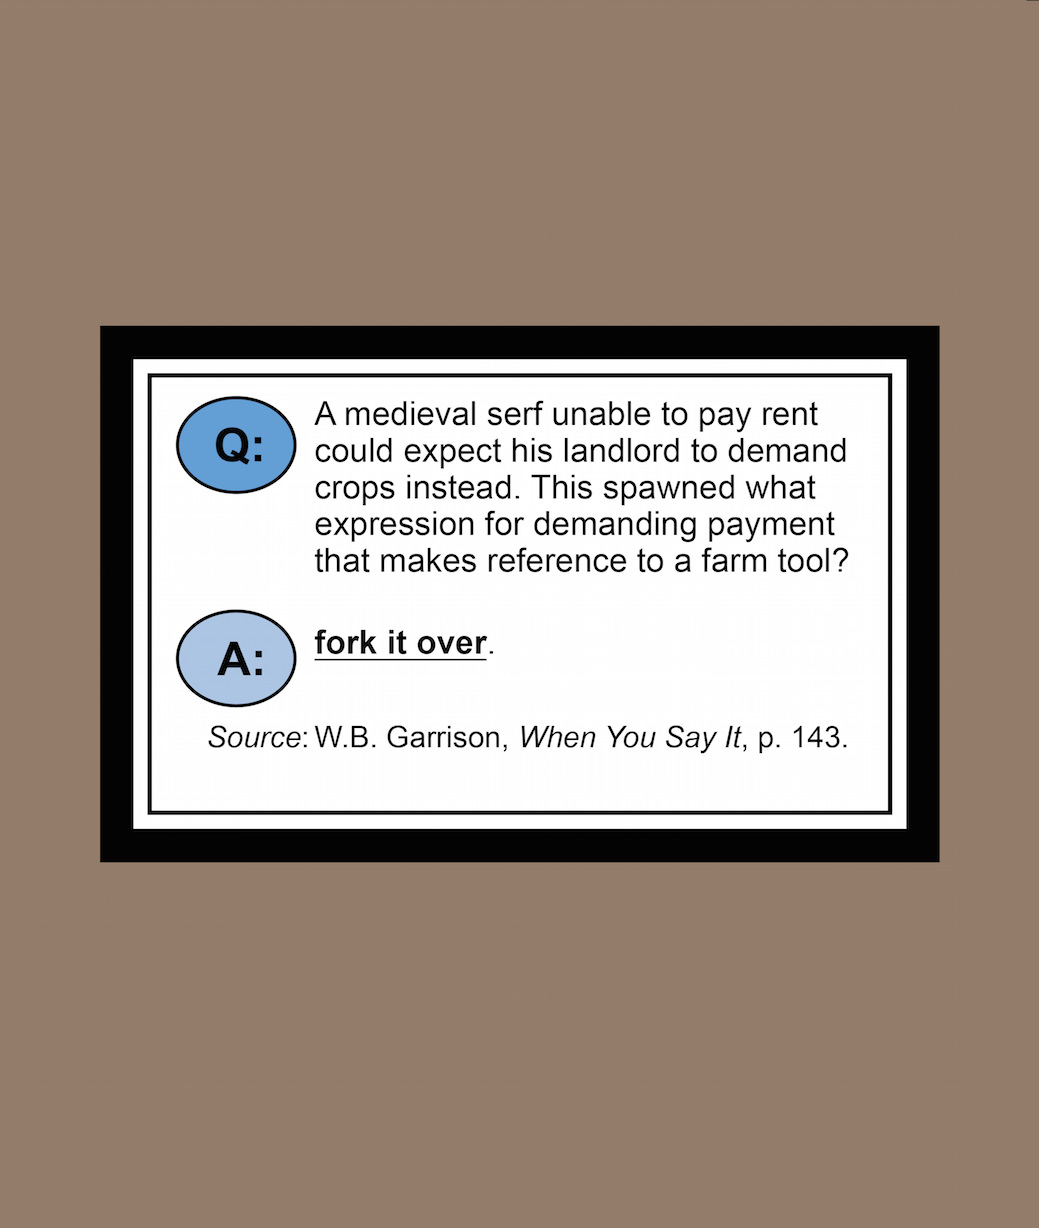 Q:
A medieval serf unable to pay rent
could expect his landlord to demand
crops instead. This spawned what
expression for demanding payment
that makes reference to a farm tool?
A:
fork it over.
Source: W.B. Garrison, When You Say It, p. 143.